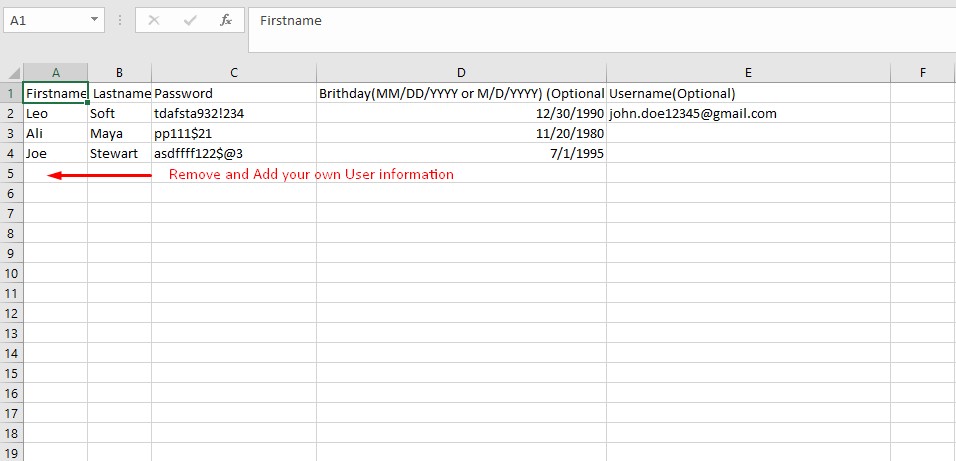 A1 fx Firstname
A B C D E F
1 Firstname Lastname Password Brithday(MM/DD/YYYY or M/D/YYYY) (Optional Username(Optional)
2 Leo Soft tdafsta932!234 12/30/1990 john.doe12345@gmail.com
3 Ali Maya pp111$21 11/20/1980
4 Joe Stewart asdffff122$@3 7/1/1995
5 Remove and Add your own User information
6
7
8
9
10
11
12
13
14
15
16
17
18
19